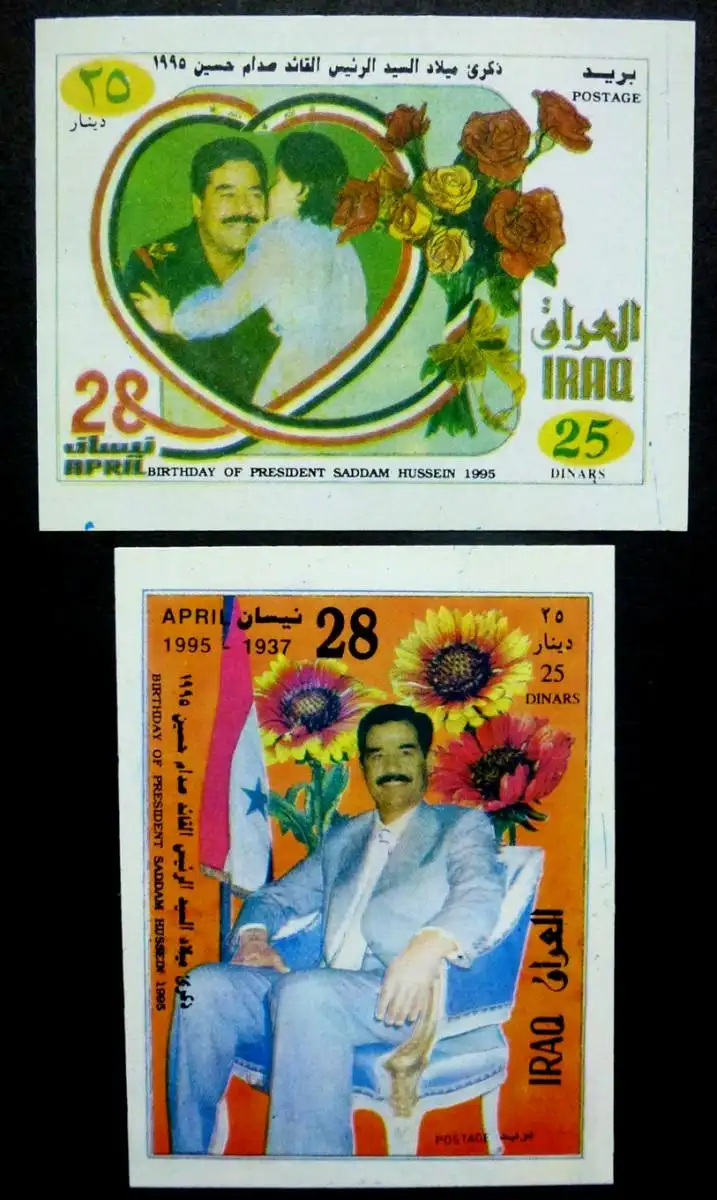 ذكرى ميلاد السيد الرئيس القائد صدام حسين ١٩٩٥
بريد
POSTAGE
٢٥
دينار
العراق
IRAQ
28
نيسان
APRIL
25
DINARS
BIRTHDAY OF PRESIDENT SADDAM HUSSEIN 1995
APRIL نيسان 28
1995 - 1937
٢٥
دينار
25
DINARS
ذكرى ميلاد السيد الرئيس القائد صدام حسين ١٩٩٥
BIRTHDAY OF PRESIDENT SADDAM HUSSEIN 1995
العراق
IRAQ
POSTAGE بريد